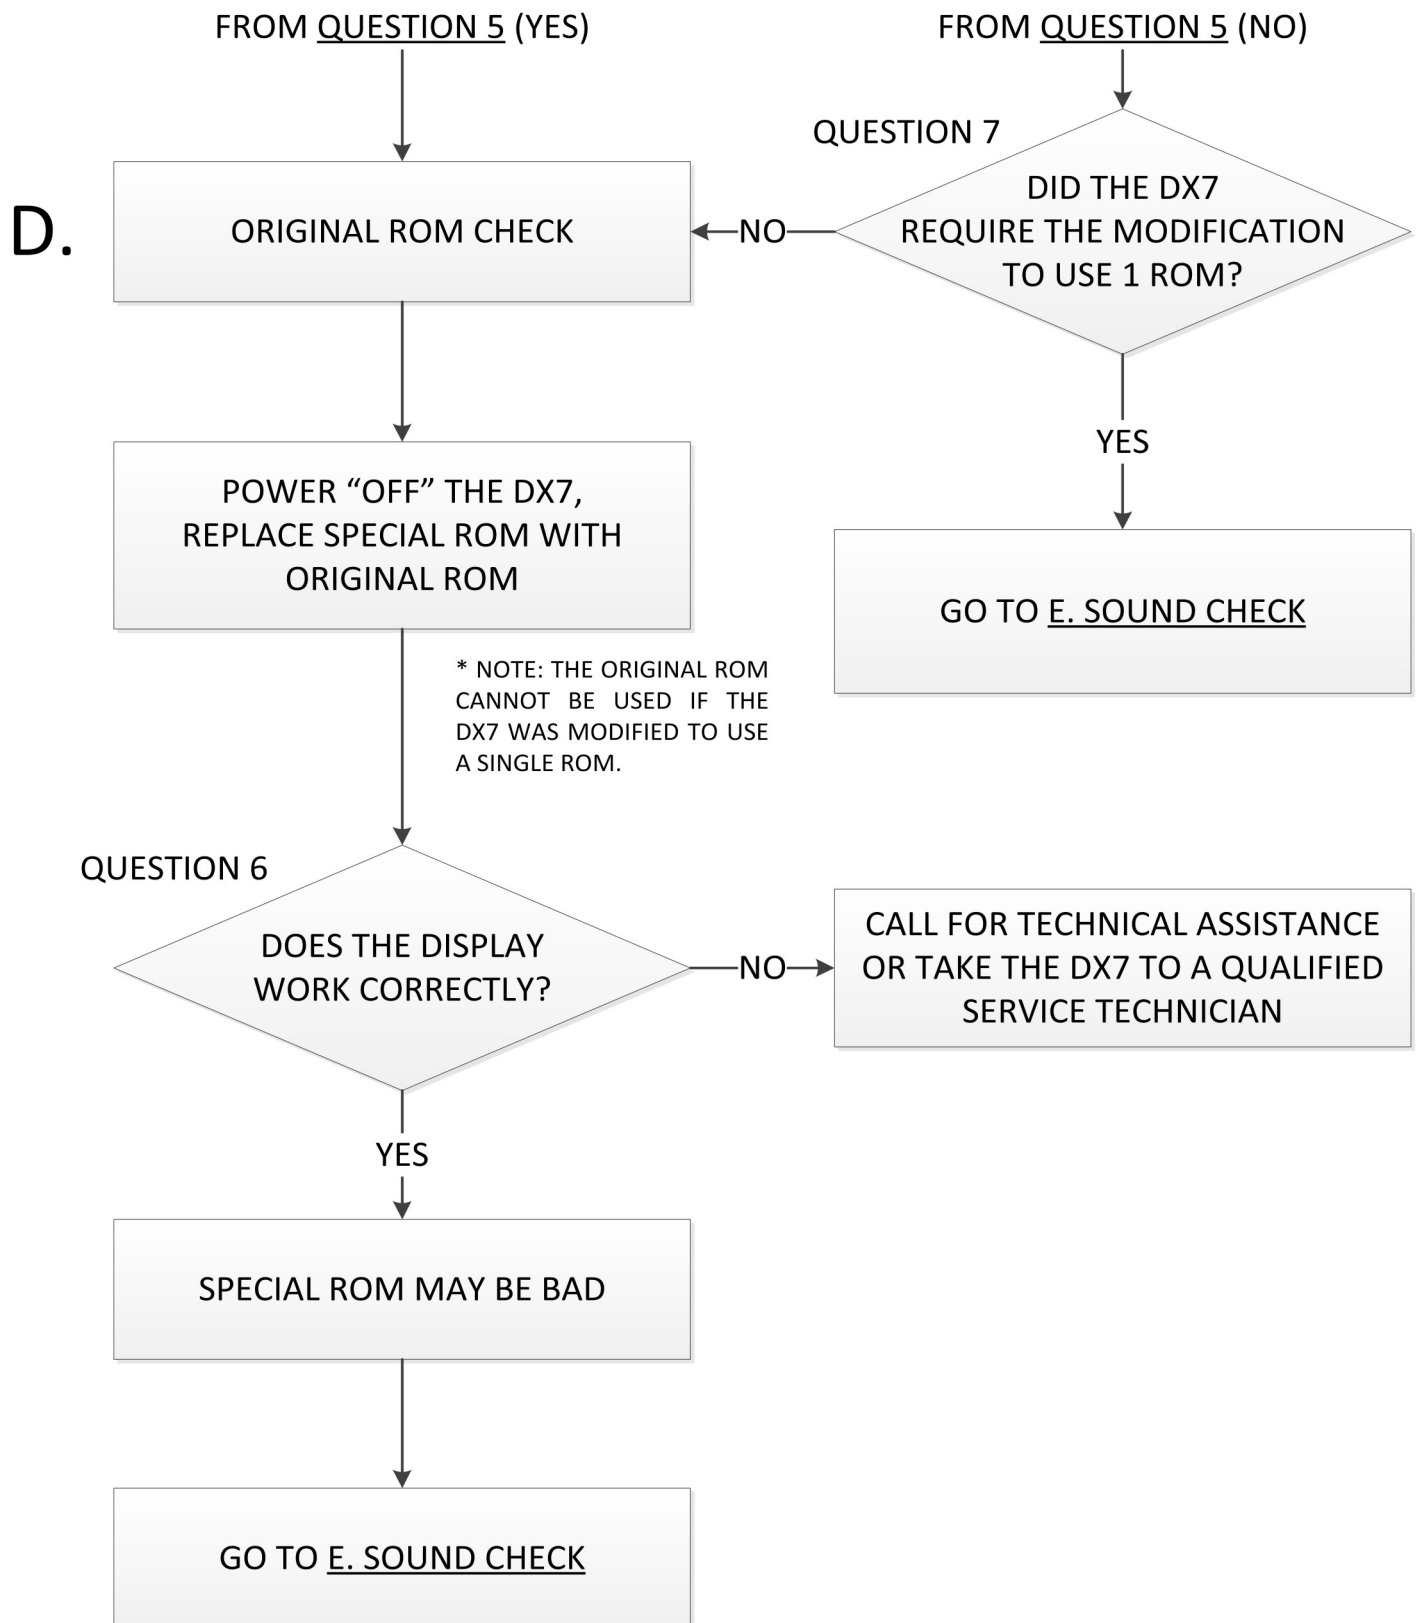 FROM QUESTION 5 (YES)
FROM QUESTION 5 (NO)
QUESTION 7
DID THE DX7
REQUIRE THE MODIFICATION
TO USE 1 ROM?
D.
ORIGINAL ROM CHECK
NO
YES
POWER “OFF” THE DX7,
REPLACE SPECIAL ROM WITH
ORIGINAL ROM
GO TO E. SOUND CHECK
* NOTE: THE ORIGINAL ROM
CANNOT BE USED IF THE
DX7 WAS MODIFIED TO USE
A SINGLE ROM.
QUESTION 6
DOES THE DISPLAY
WORK CORRECTLY?
NO
CALL FOR TECHNICAL ASSISTANCE
OR TAKE THE DX7 TO A QUALIFIED
SERVICE TECHNICIAN
YES
SPECIAL ROM MAY BE BAD
GO TO E. SOUND CHECK